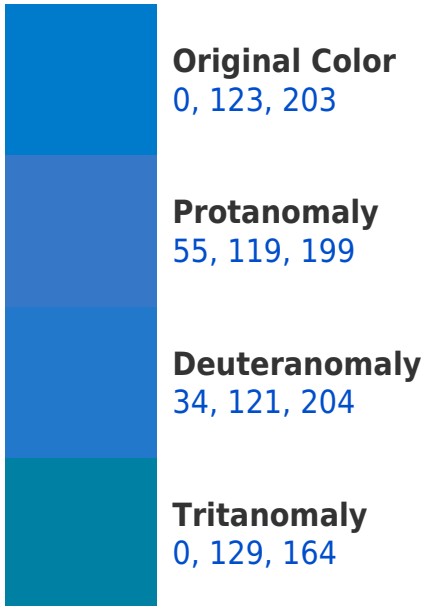 Original Color
0, 123, 203
Protanomaly
55, 119, 199
Deuteranomaly
34, 121, 204
Tritanomaly
0, 129, 164